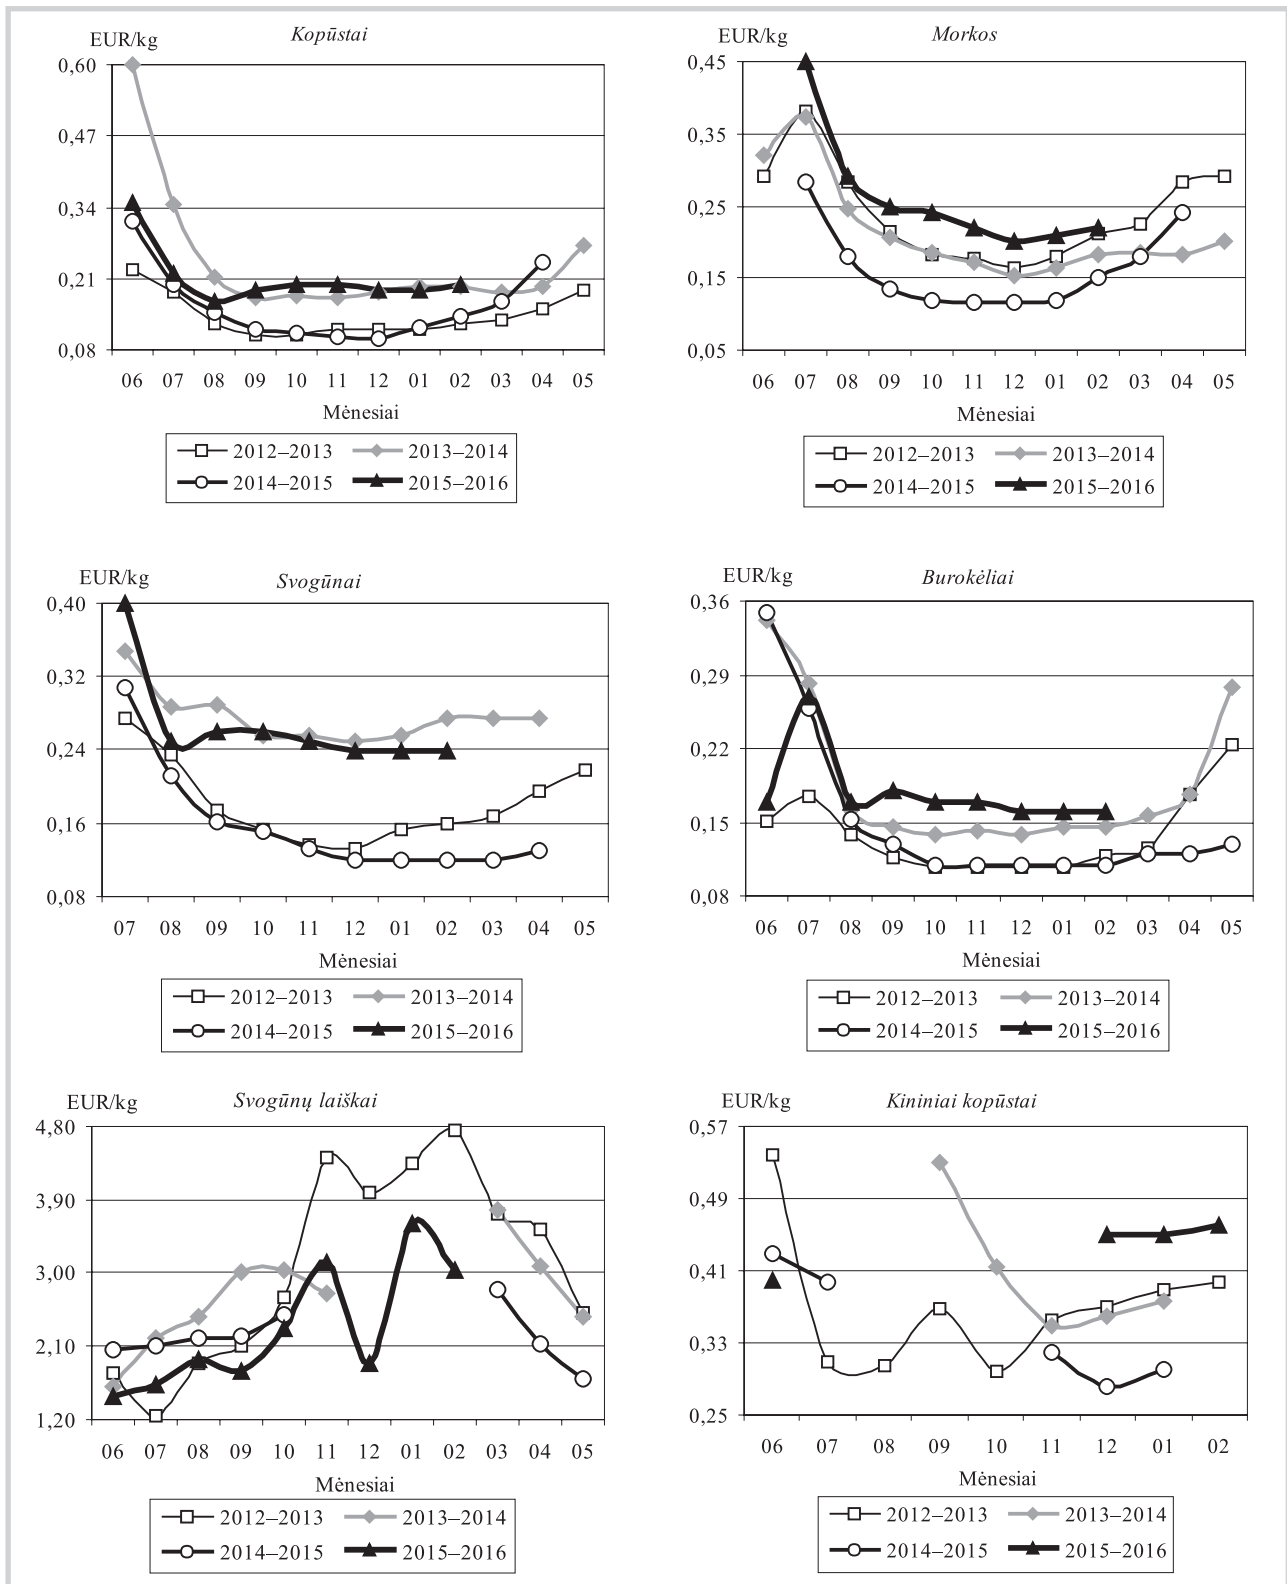 Kopūstai
EUR/kg
0,60
0,47
0,34
0,21
0,08
06 07 08 09 10 11 12 01 02 03 04 05
Mėnesiai
2012–2013 2013–2014
2014–2015 2015–2016
Morkos
EUR/kg
0,45
0,35
0,25
0,15
0,05
06 07 08 09 10 11 12 01 02 03 04 05
Mėnesiai
2012–2013 2013–2014
2014–2015 2015–2016
Svogūnai
EUR/kg
0,40
0,32
0,24
0,16
0,08
07 08 09 10 11 12 01 02 03 04 05
Mėnesiai
2012–2013 2013–2014
2014–2015 2015–2016
Burokėliai
EUR/kg
0,36
0,29
0,22
0,15
0,08
06 07 08 09 10 11 12 01 02 03 04 05
Mėnesiai
2012–2013 2013–2014
2014–2015 2015–2016
Svogūnų laiškai
EUR/kg
4,80
3,90
3,00
2,10
1,20
06 07 08 09 10 11 12 01 02 03 04 05
Mėnesiai
2012–2013 2013–2014
2014–2015 2015–2016
Kininiai kopūstai
EUR/kg
0,57
0,49
0,41
0,33
0,25
06 07 08 09 10 11 12 01 02
Mėnesiai
2012–2013 2013–2014
2014–2015 2015–2016